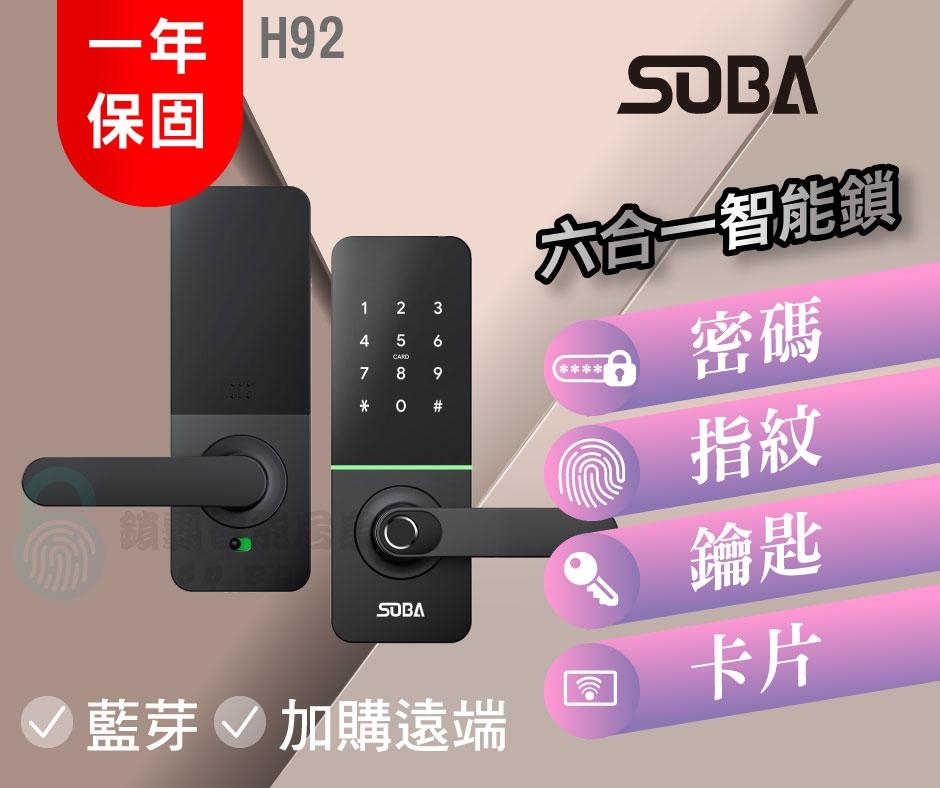 一年
保固
H92
SOBA
六合一智能鎖
1 2 3
4 5 6
CARD
7 8 9
* 0 #
SOBA
****
密碼
指紋
鑰匙
卡片
藍芽
加購遠端